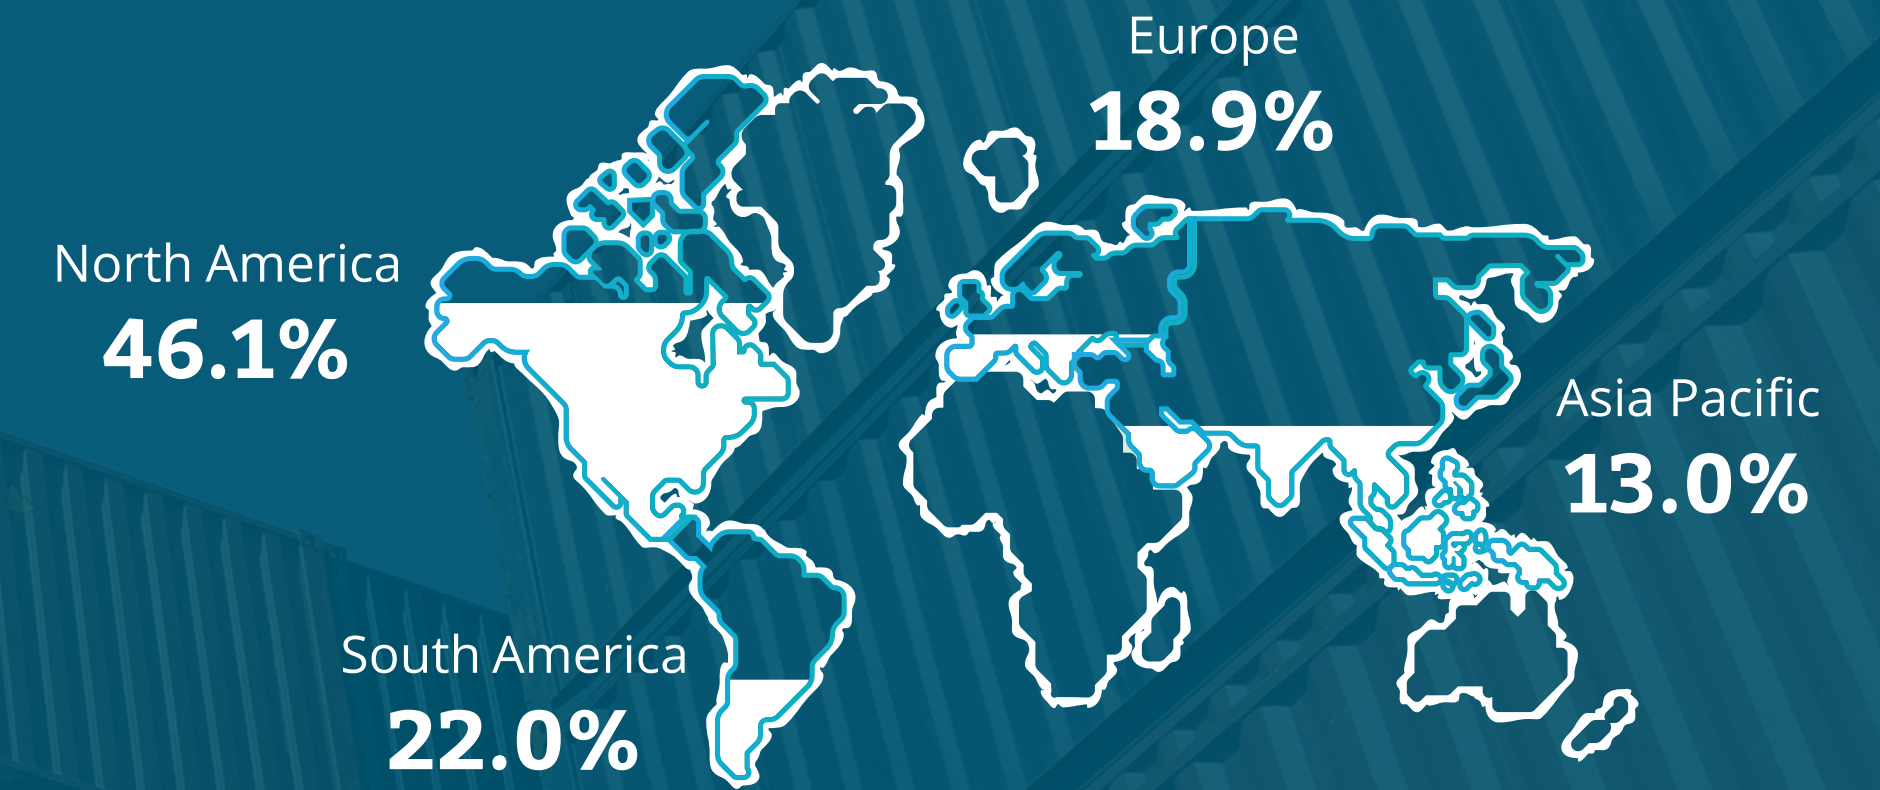 Europe
18.9%
North America
46.1%
Asia Pacific
13.0%
South America
22.0%